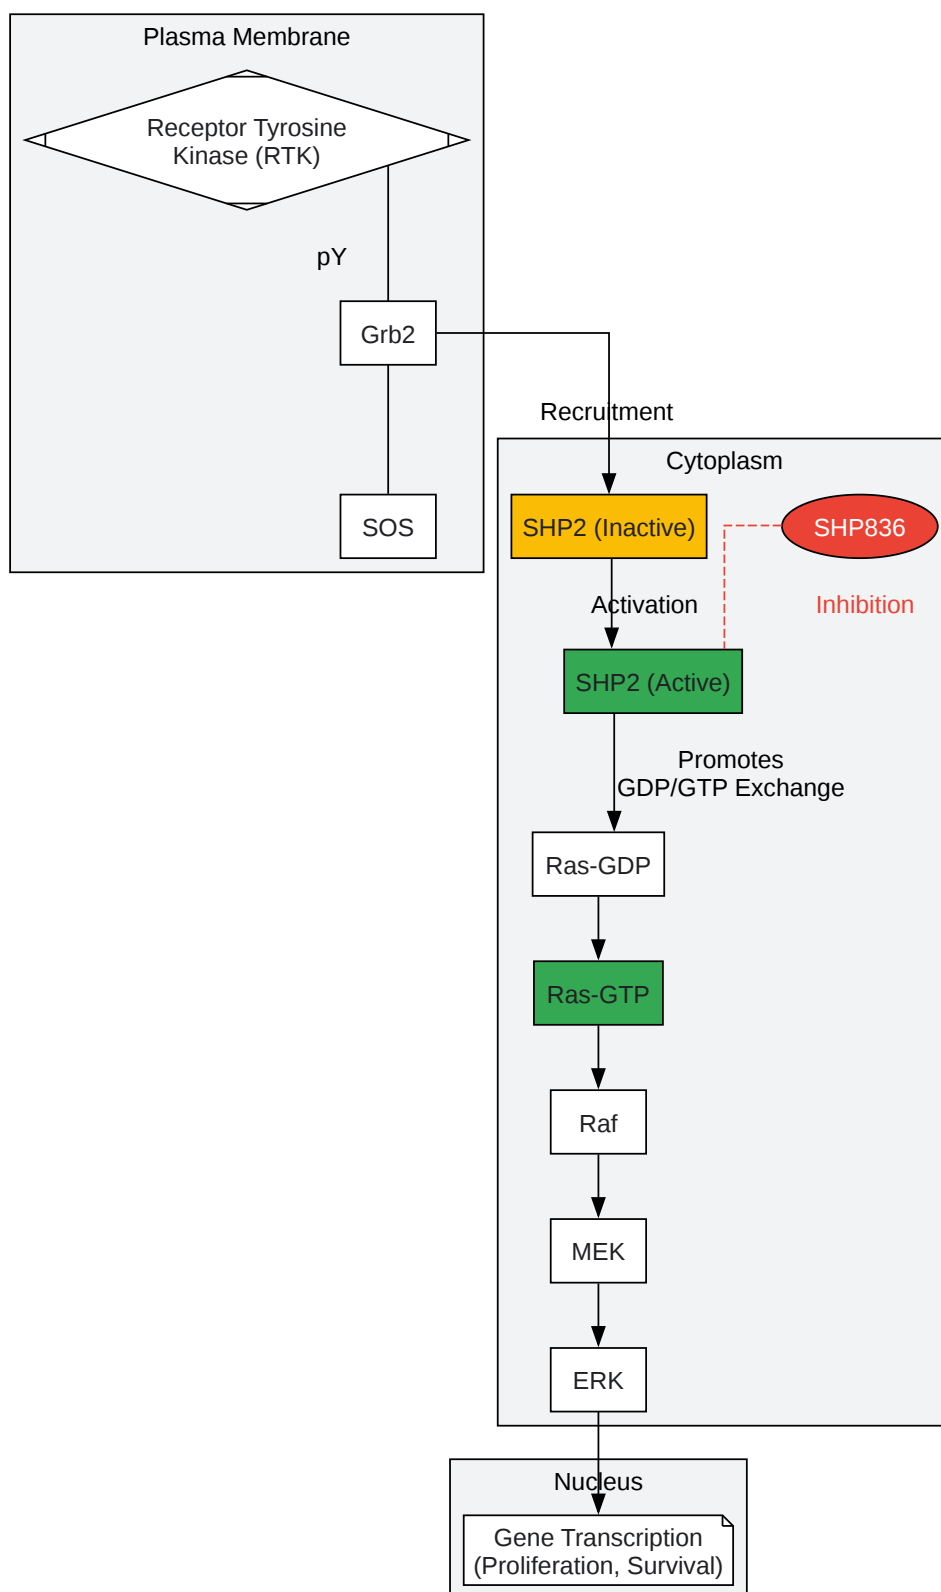 Plasma Membrane
Receptor Tyrosine
Kinase (RTK)
pY
Grb2
Recruitment
Cytoplasm
SOS
SHP2 (Inactive)
SHP836
Activation
Inhibition
SHP2 (Active)
Promotes
GDP/GTP Exchange
Ras-GDP
Ras-GTP
Raf
MEK
ERK
Nucleus
Gene Transcription
(Proliferation, Survival)